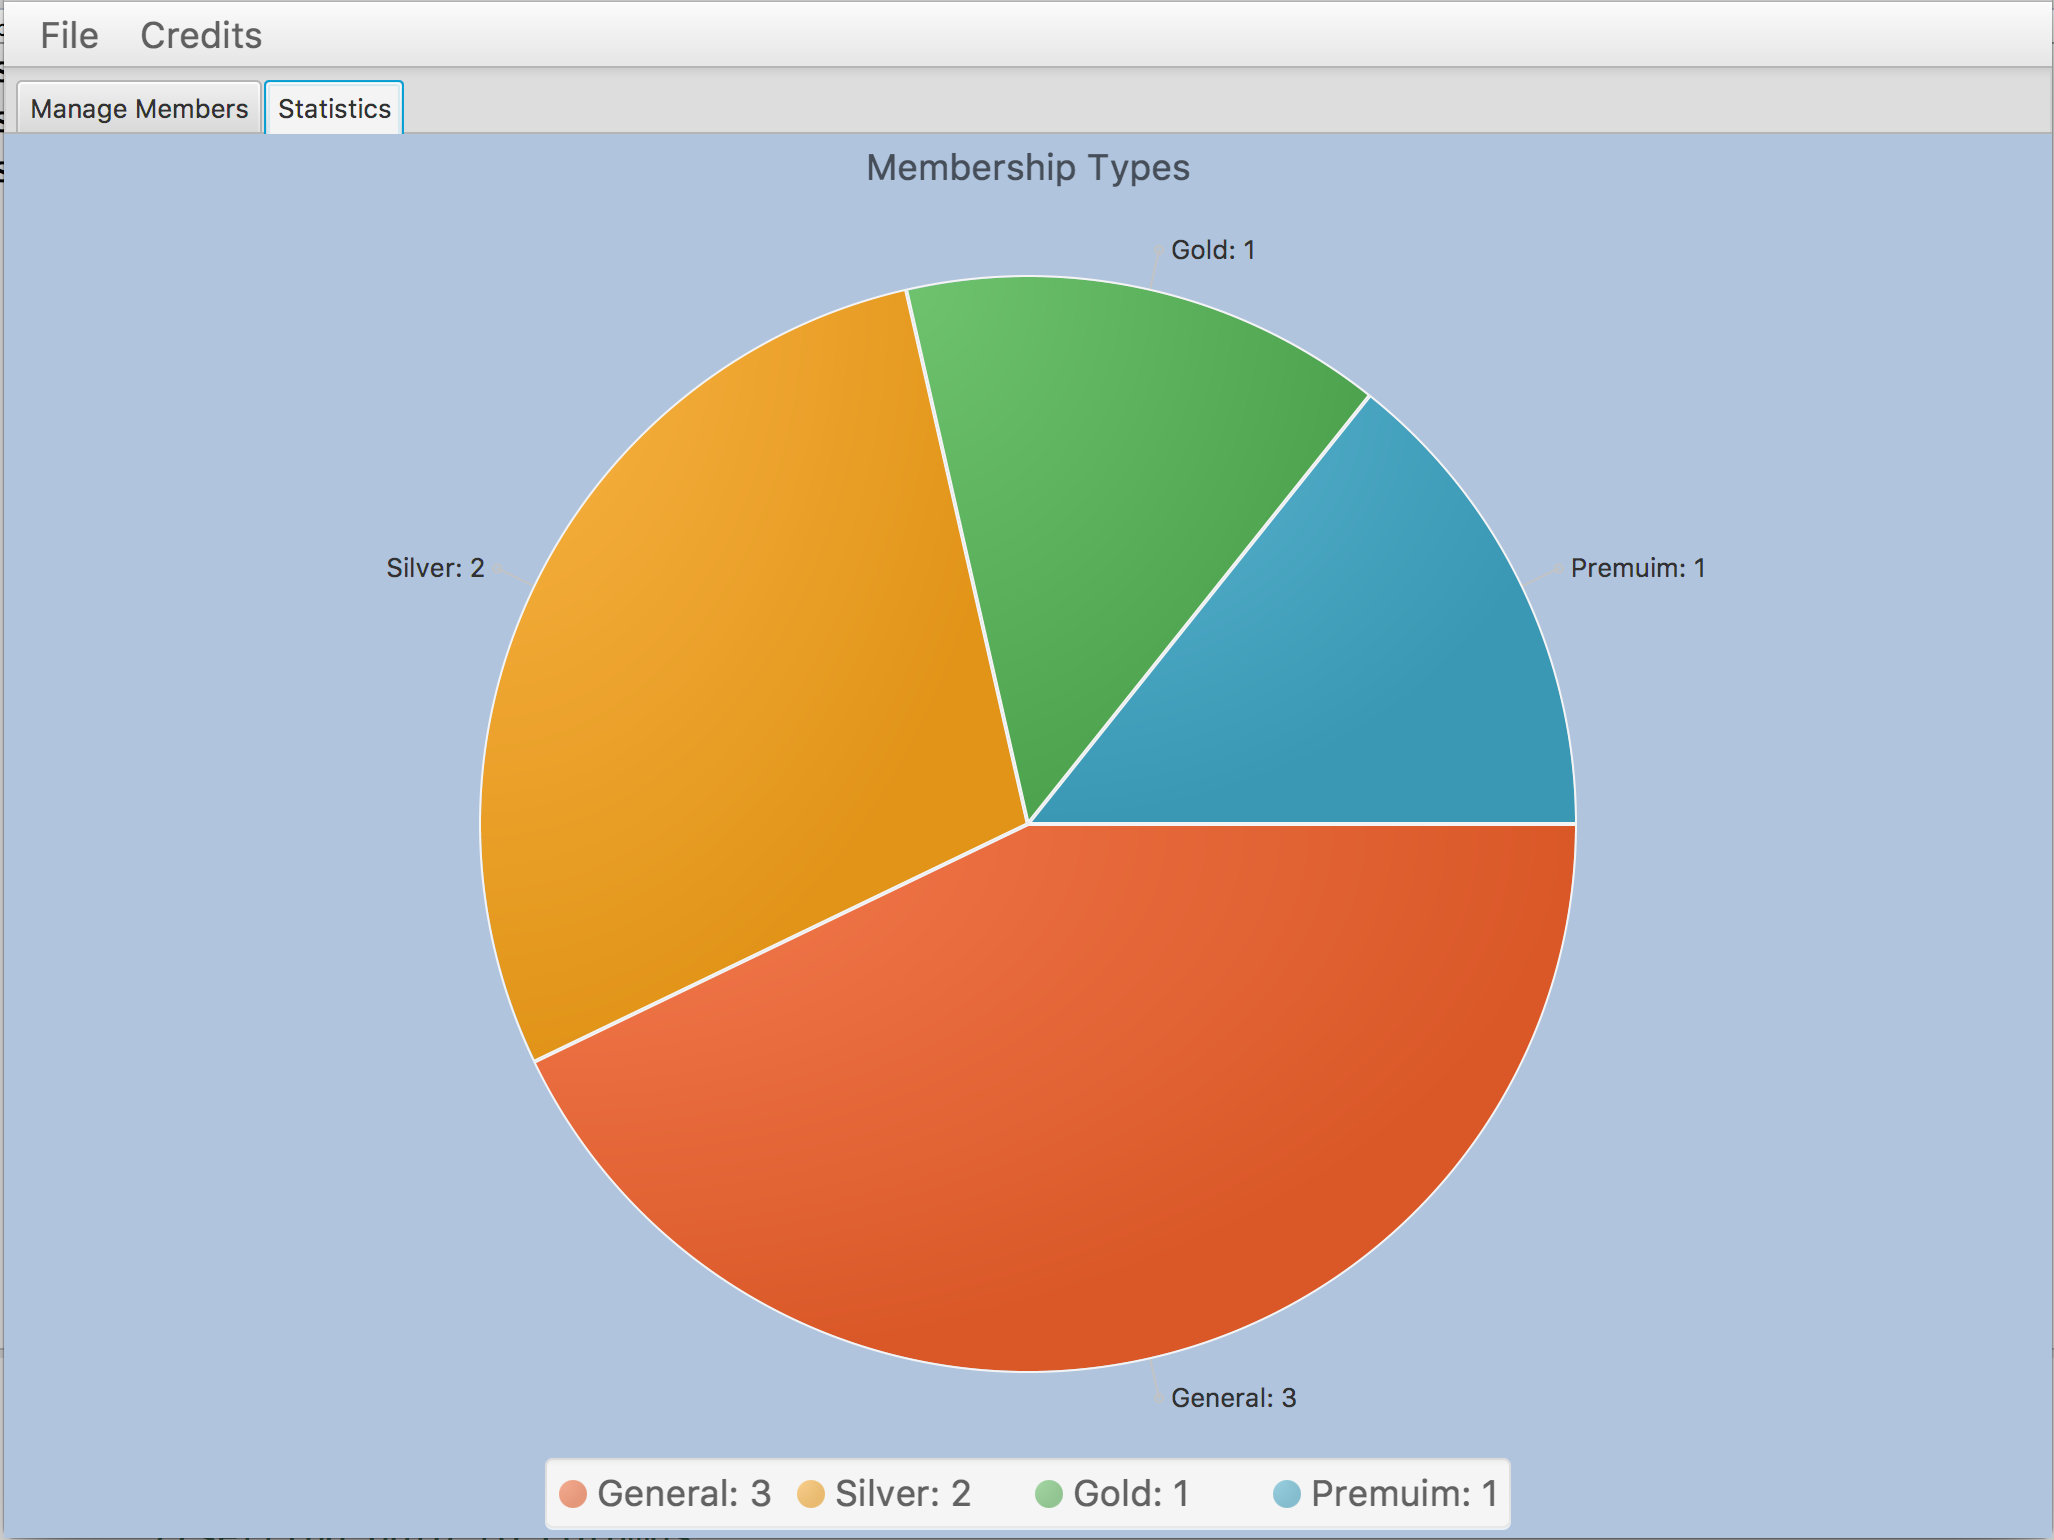 File Credits
Manage Members Statistics
Membership Types
Gold: 1
Silver: 2
Premuim: 1
General: 3
General: 3 Silver: 2 Gold: 1 Premuim: 1